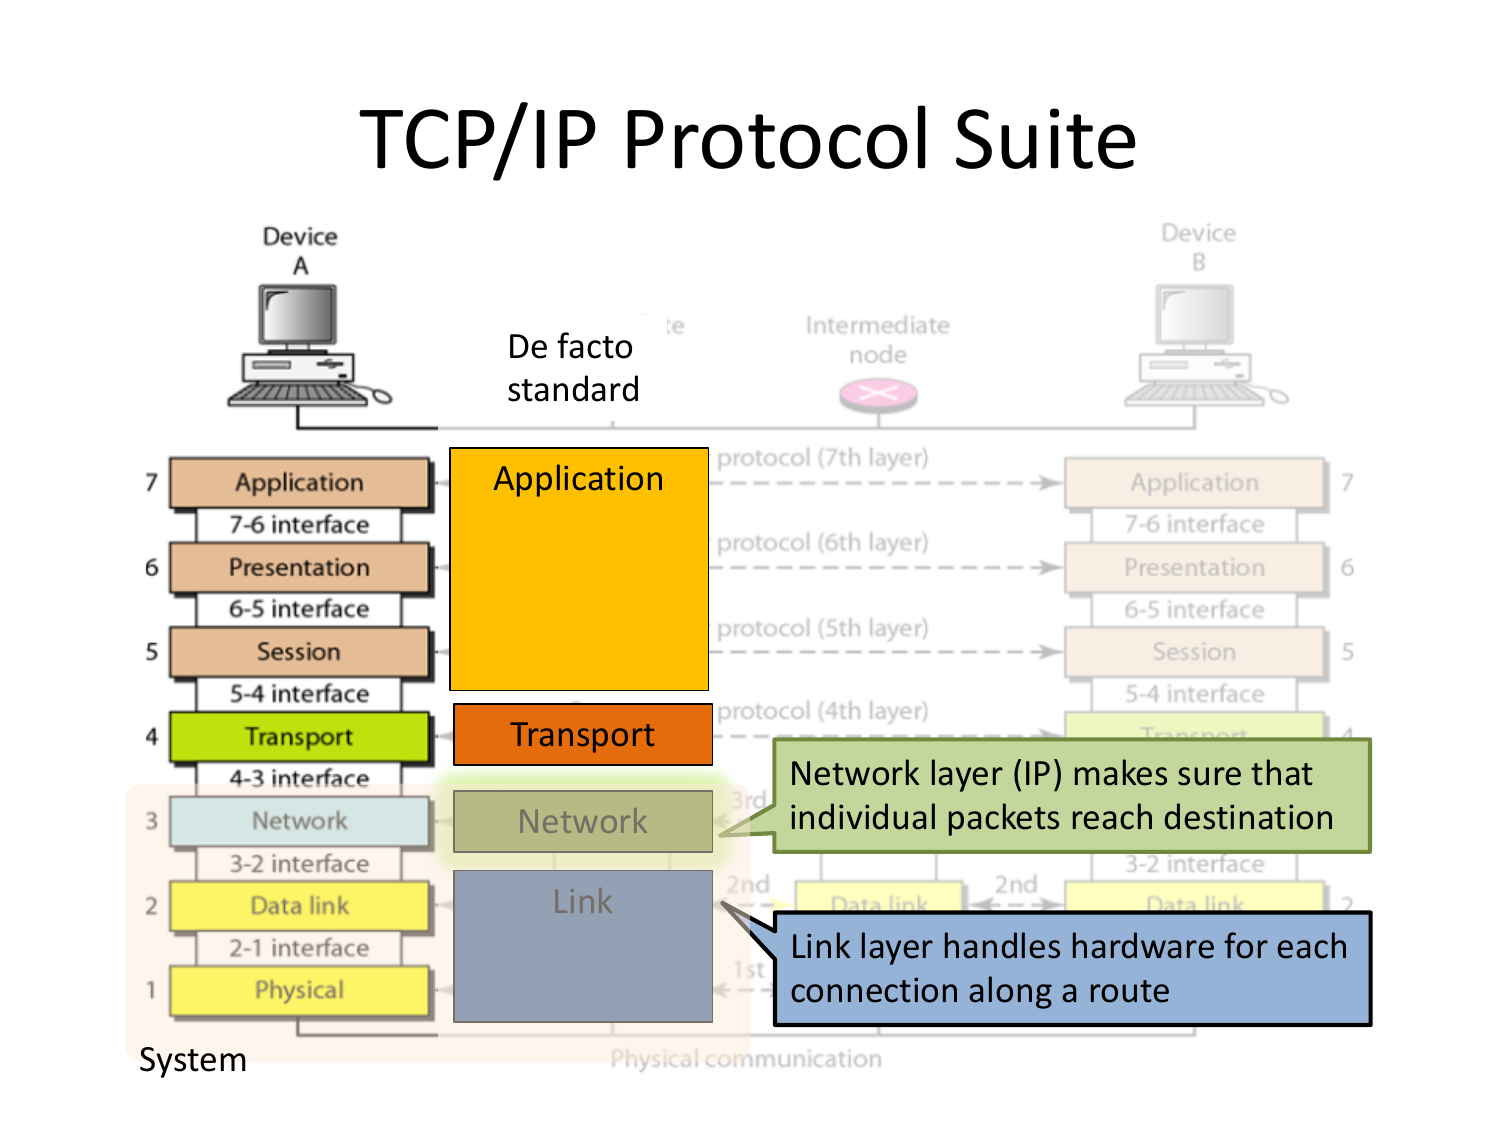 TCP/IP Protocol Suite
Device
A
Device
B
De facto
standard
Intermediate
node
7
Application
Application
protocol (7th layer)
Application
7
7-6 interface
7-6 interface
6
Presentation
protocol (6th layer)
Presentation
6
6-5 interface
6-5 interface
5
Session
protocol (5th layer)
Session
5
5-4 interface
5-4 interface
4
Transport
Transport
protocol (4th layer)
Transport
4
4-3 interface
Network layer (IP) makes sure that
individual packets reach destination
3
Network
Network
3rd
3-2 interface
3-2 interface
2
Data link
Link
2nd
Data link
2nd
Data link
2
2-1 interface
Link layer handles hardware for each
connection along a route
1
Physical
1st
System
Physical communication